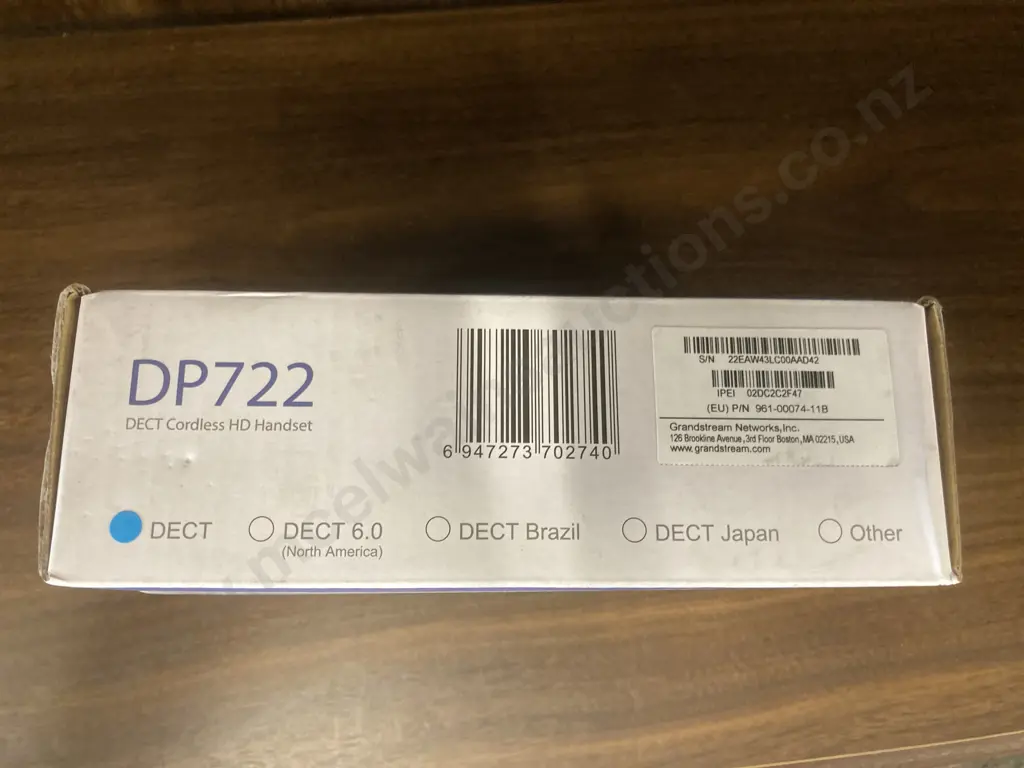 DP722
DECT Cordless HD Handset
6 947273 702740
S/N 22EAW43LC00AAD42
IPEI 02DC2C2F47
(EU) P/N 961-00074-11B
Grandstream Networks,Inc.
126 Brookline Avenue,3rd Floor Boston,MA 02215,USA
www.grandstream.com
DECT
DECT 6.0
(North America)
DECT Brazil
DECT Japan
Other